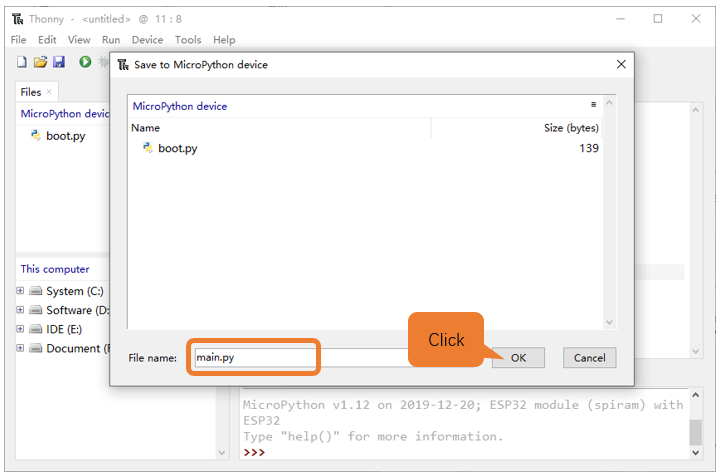 Thonny - <untitled> @ 11 : 8
File Edit View Run Device Tools Help
Save to MicroPython device
Files ×
MicroPython devic
boot.py
MicroPython device
Name Size (bytes)
boot.py 139
This computer
System (C:)
Software (D:
IDE (E:)
Document (F
File name: main.py
Click
OK Cancel
MicroPython v1.12 on 2019-12-20; ESP32 module (spiram) with
ESP32
Type "help()" for more information.
>>>